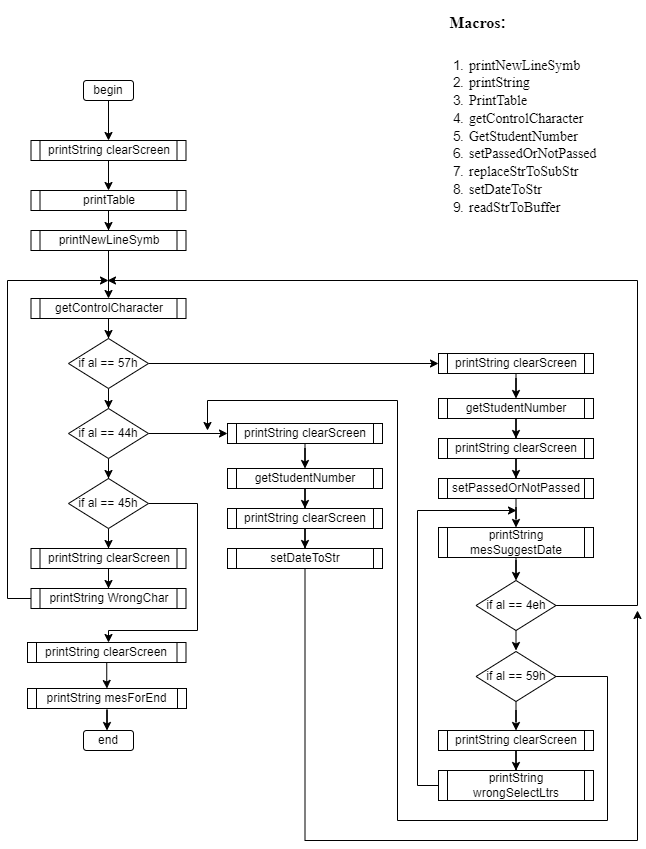 Macros:
1. printNewLineSymb
2. printString
3. PrintTable
4. getControlCharacter
5. GetStudentNumber
6. setPassedOrNotPassed
7. replaceStrToSubStr
8. setDateToStr
9. readStrToBuffer
begin
printString clearScreen
printTable
printNewLineSymb
getControlCharacter
if al == 57h
if al == 44h
if al == 45h
printString clearScreen
printString WrongChar
printString clearScreen
printString mesForEnd
end
printString clearScreen
getStudentNumber
printString clearScreen
setDateToStr
printString clearScreen
getStudentNumber
printString clearScreen
setPassedOrNotPassed
printString
mesSuggestDate
if al == 4eh
if al == 59h
printString clearScreen
printString
wrongSelectLtrs